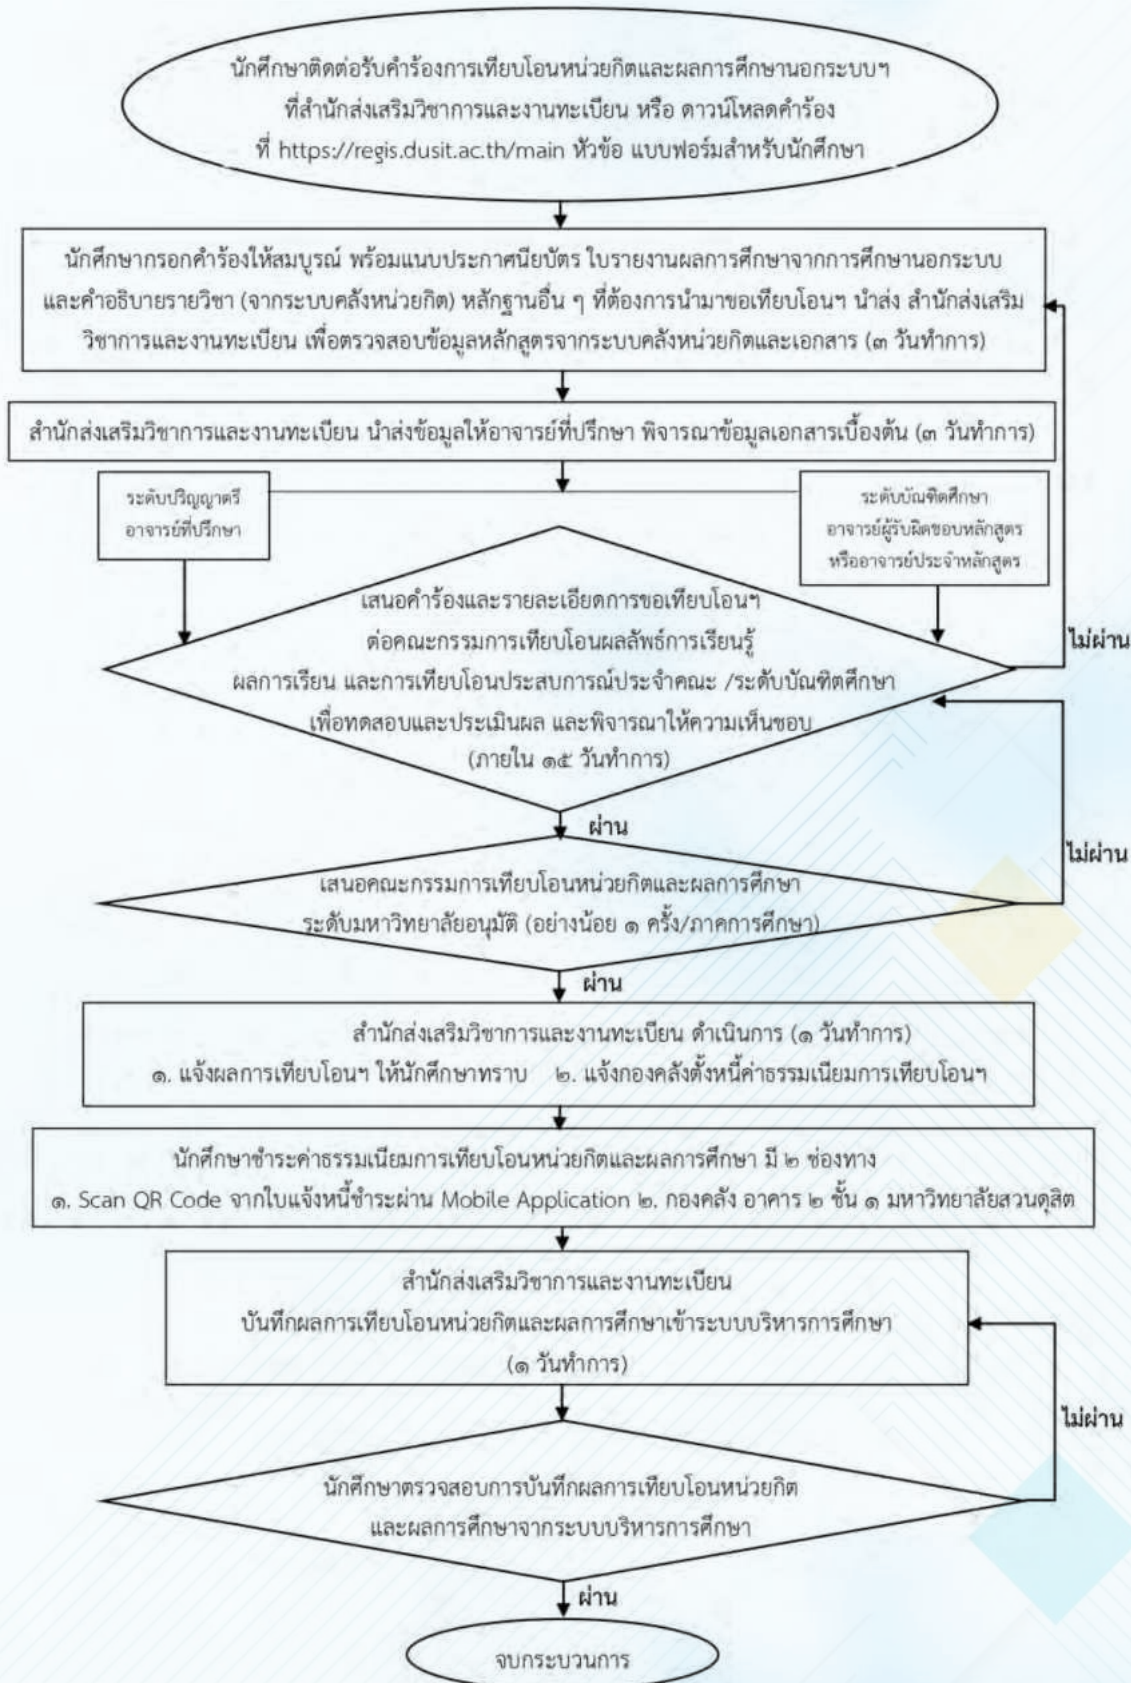 นักศึกษาติดต่อรับคำร้องการเทียบโอนหน่วยกิตและผลการศึกษานอกระบบฯ
ที่สำนักส่งเสริมวิชาการและงานทะเบียน หรือ ดาวน์โหลดคำร้อง
ที่ https://regis.dusit.ac.th/main หัวข้อ แบบฟอร์มสำหรับนักศึกษา
นักศึกษากรอกคำร้องให้สมบูรณ์ พร้อมแนบประกาศนียบัตร ใบรายงานผลการศึกษาจากการศึกษานอกระบบ
และคำอธิบายรายวิชา (จากระบบคลังหน่วยกิต) หลักฐานอื่น ๆ ที่ต้องการนำมาขอเทียบโอนฯ นำส่ง สำนักส่งเสริม
วิชาการและงานทะเบียน เพื่อตรวจสอบข้อมูลหลักสูตรจากระบบคลังหน่วยกิตและเอกสาร (๓ วันทำการ)
สำนักส่งเสริมวิชาการและงานทะเบียน นำส่งข้อมูลให้อาจารย์ที่ปรึกษา พิจารณาข้อมูลเอกสารเบื้องต้น (๓ วันทำการ)
ระดับปริญญาตรี
อาจารย์ที่ปรึกษา
ระดับบัณฑิตศึกษา
อาจารย์ผู้รับผิดชอบหลักสูตร
หรืออาจารย์ประจำหลักสูตร
เสนอคำร้องและรายละเอียดการขอเทียบโอนฯ
ต่อคณะกรรมการเทียบโอนผลลัพธ์การเรียนรู้
ผลการเรียน และการเทียบโอนประสบการณ์ประจำคณะ /ระดับบัณฑิตศึกษา
เพื่อทดสอบและประเมินผล และพิจารณาให้ความเห็นชอบ
(ภายใน ๑๕ วันทำการ)
ไม่ผ่าน
ผ่าน
เสนอคณะกรรมการเทียบโอนหน่วยกิตและผลการศึกษา
ระดับมหาวิทยาลัยอนุมัติ (อย่างน้อย ๑ ครั้ง/ภาคการศึกษา)
ไม่ผ่าน
ผ่าน
สำนักส่งเสริมวิชาการและงานทะเบียน ดำเนินการ (๑ วันทำการ)
๑. แจ้งผลการเทียบโอนฯ ให้นักศึกษาทราบ ๒. แจ้งกองคลังตั้งหนี้ค่าธรรมเนียมการเทียบโอนฯ
นักศึกษาชำระค่าธรรมเนียมการเทียบโอนหน่วยกิตและผลการศึกษา มี ๒ ช่องทาง
๑. Scan QR Code จากใบแจ้งหนี้ชำระผ่าน Mobile Application ๒. กองคลัง อาคาร ๒ ชั้น ๑ มหาวิทยาลัยสวนดุสิต
สำนักส่งเสริมวิชาการและงานทะเบียน
บันทึกผลการเทียบโอนหน่วยกิตและผลการศึกษาเข้าระบบบริหารการศึกษา
(๑ วันทำการ)
ไม่ผ่าน
นักศึกษาตรวจสอบการบันทึกผลการเทียบโอนหน่วยกิต
และผลการศึกษาจากระบบบริหารการศึกษา
ผ่าน
จบกระบวนการ